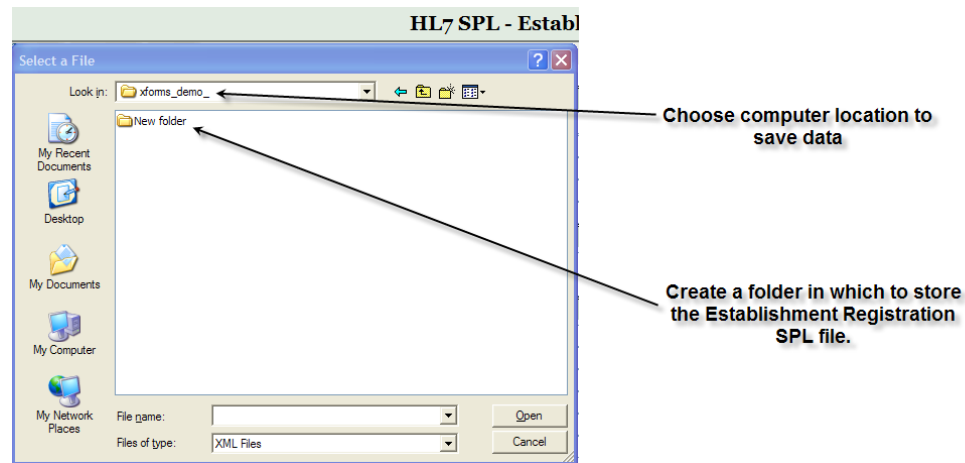 HL7 SPL - Establ
Select a File
Look in:
xfoms_demo_
New folder
My Recent
Documents
Desktop
My Documents
My Computer
My Network
Places
File name:
Open
Files of type:
XML Files
Cancel
Choose computer location to
save data
Create a folder in which to store
the Establishment Registration
SPL file.